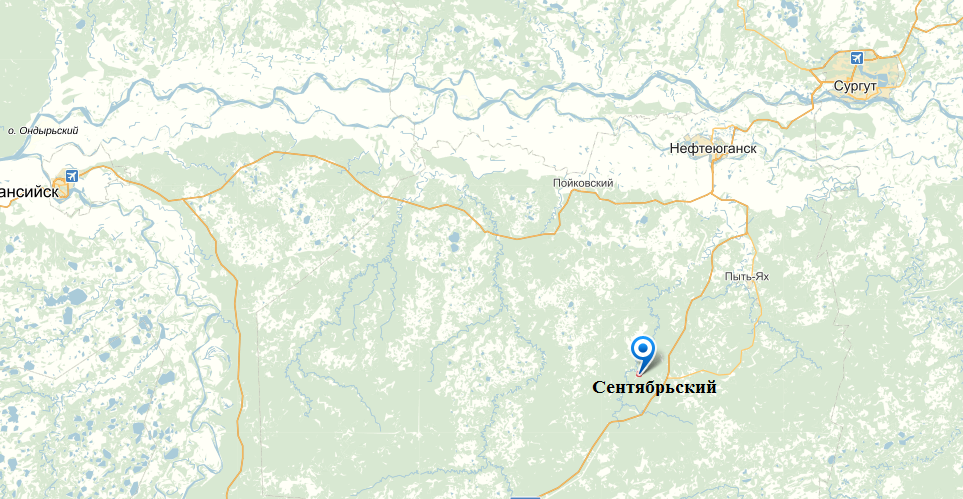 Сургут
о. Ондырьский
Нефтеюганск
Пойковский
ансийск
Пыть-Ях
Сентябрьский